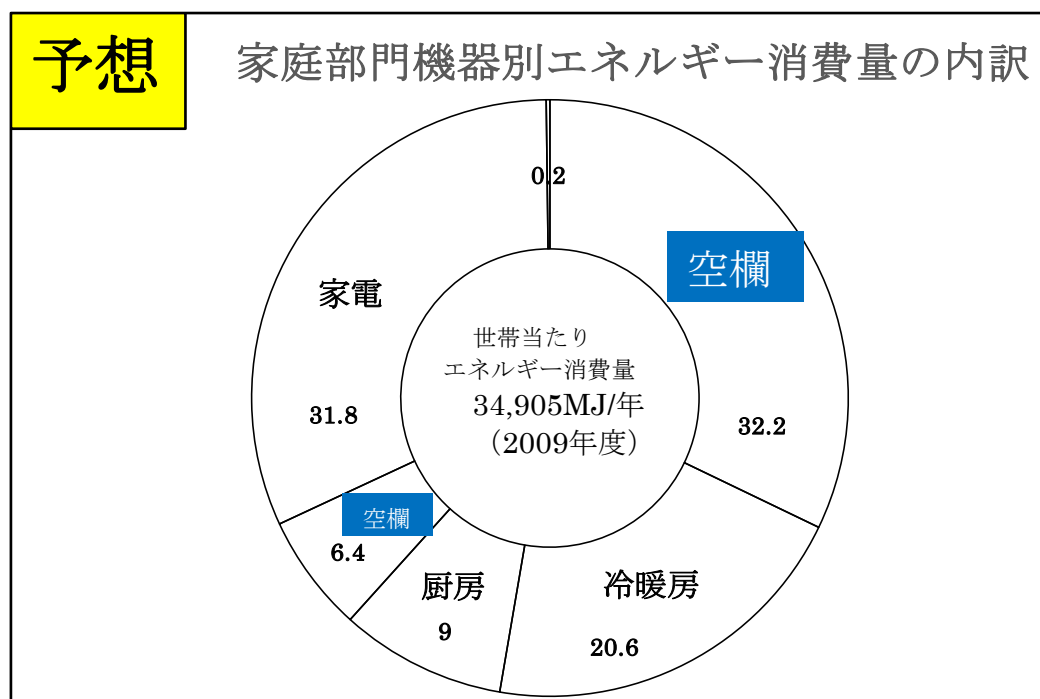 予想
家庭部門機器別エネルギー消費量の内訳
0.2
空欄
32.2
家電
31.8
世帯当たり
エネルギー消費量
34,905MJ/年
（2009年度）
空欄
6.4
厨房
9
冷暖房
20.6